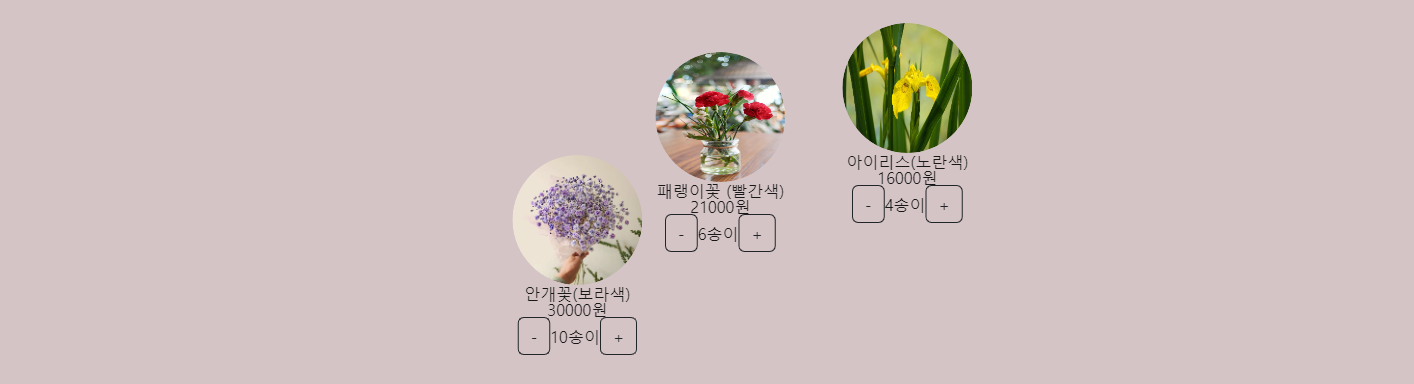 안개꽃(보라색)
30000원
- 10송이 +
패랭이꽃 (빨간색)
21000원
- 6송이 +
아이리스(노란색)
16000원
- 4송이 +